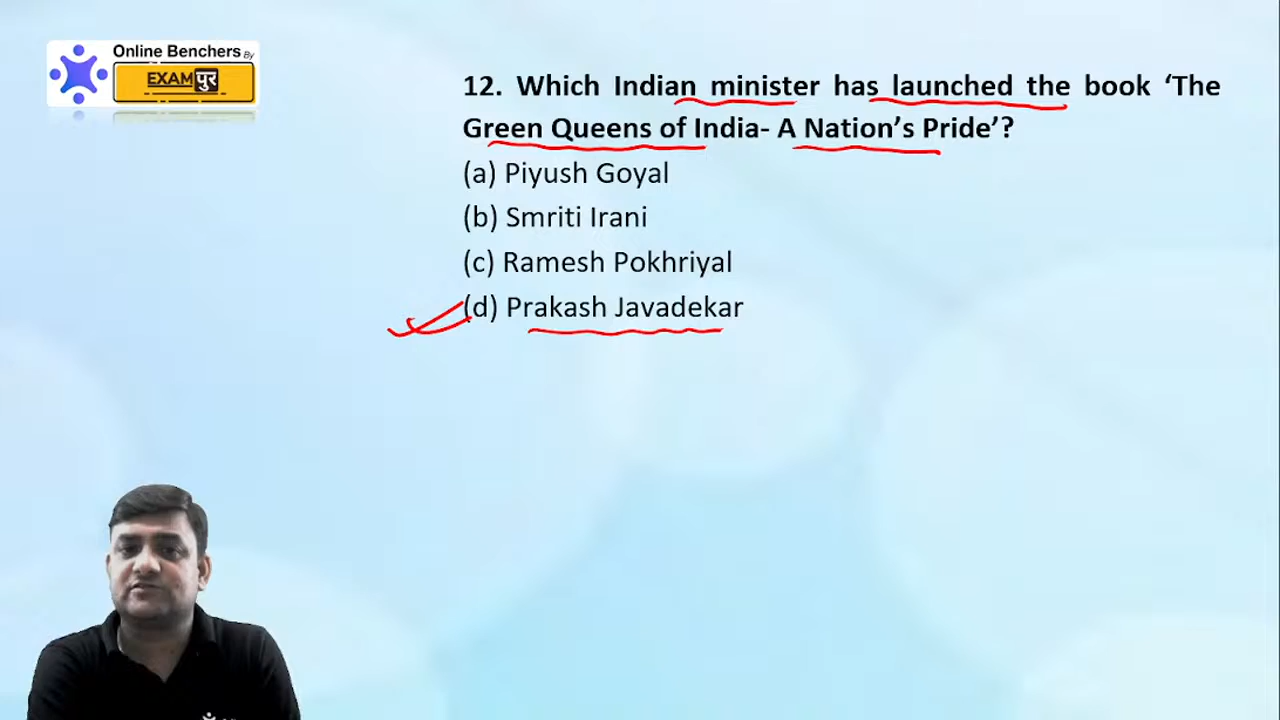 Online Benchers By
EXAMपुर
12. Which Indian minister has launched the book ‘The
Green Queens of India- A Nation’s Pride’?
(a) Piyush Goyal
(b) Smriti Irani
(c) Ramesh Pokhriyal
(d) Prakash Javadekar